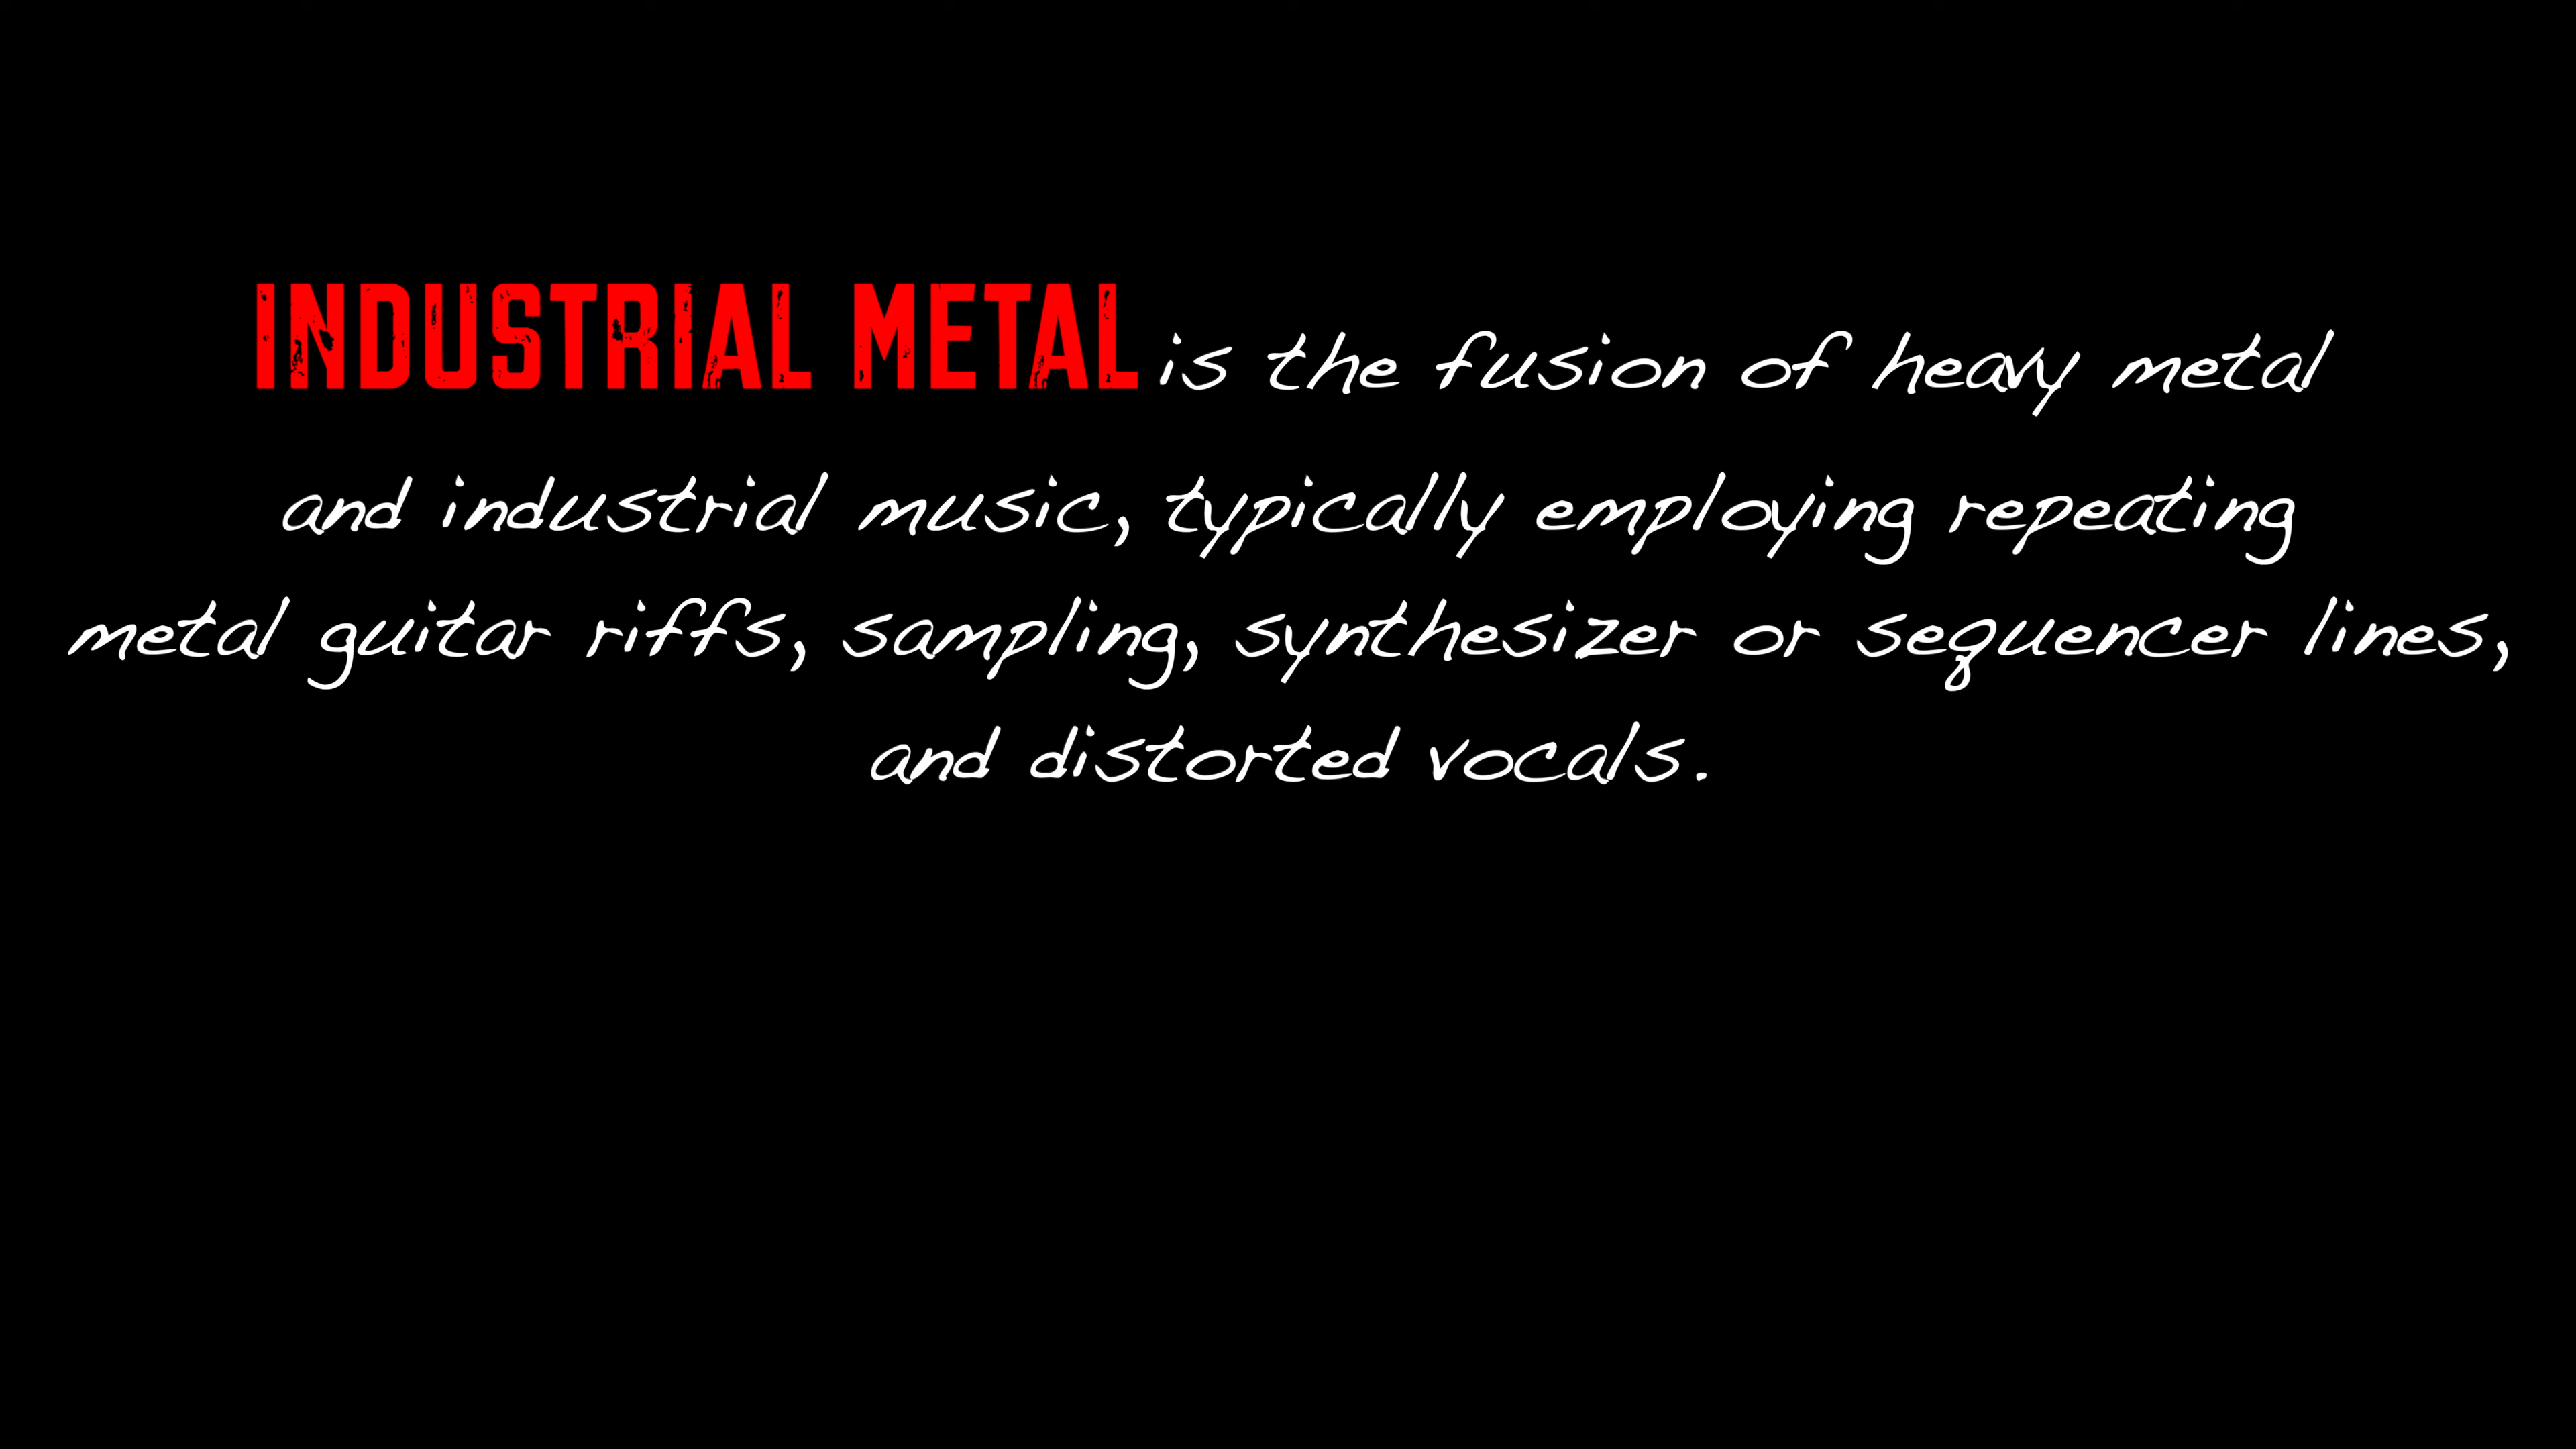 INDUSTRIAL METAL is the fusion of heavy metal
and industrial music, typically employing repeating
metal guitar riffs, sampling, synthesizer or sequencer lines,
and distorted vocals.